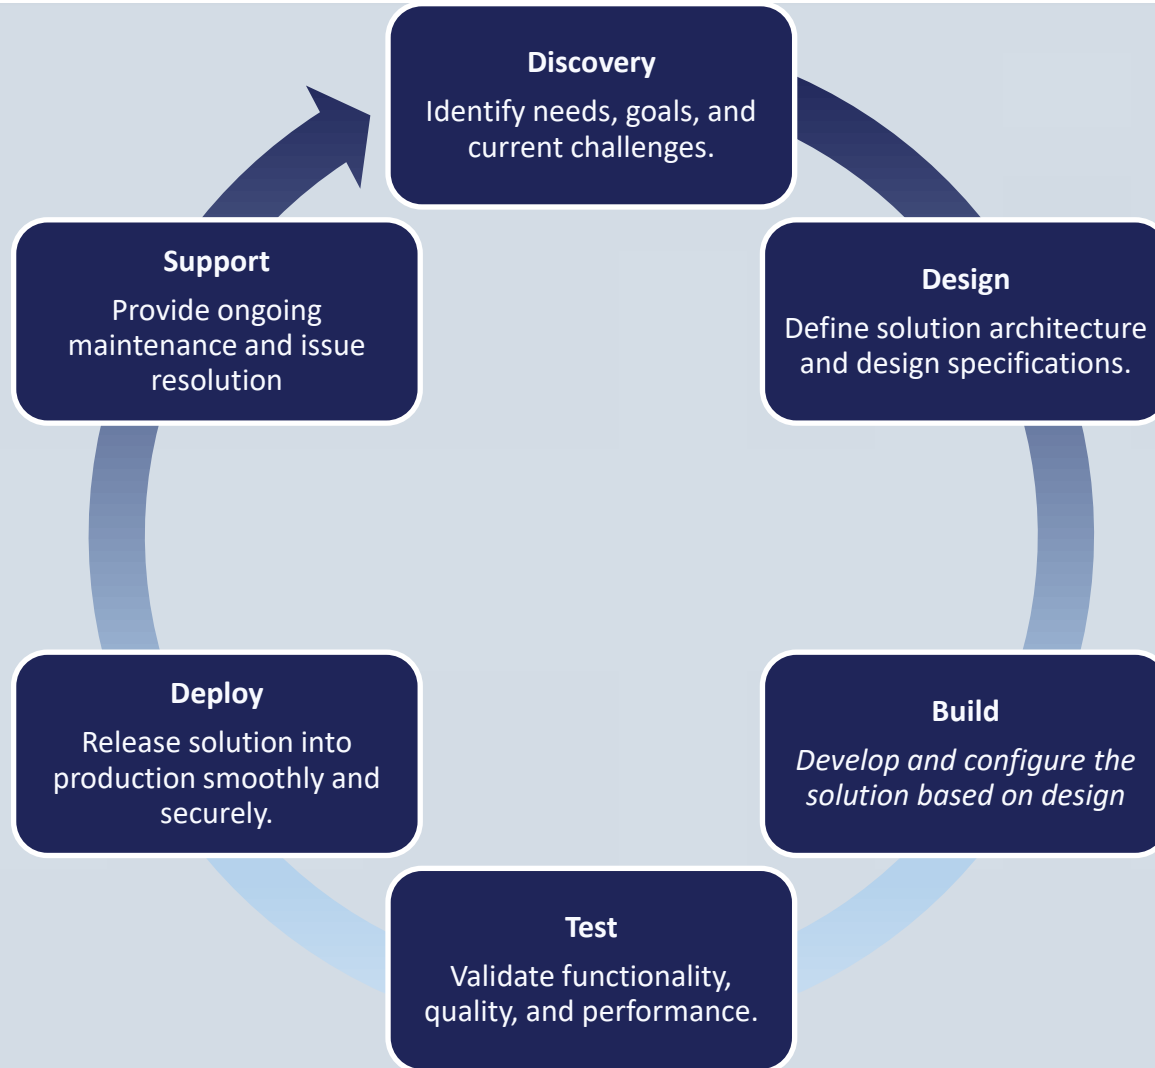 Discovery
Identify needs, goals, and
current challenges.
Design
Define solution architecture
and design specifications.
Build
Develop and configure the
solution based on design
Test
Validate functionality,
quality, and performance.
Deploy
Release solution into
production smoothly and
securely.
Support
Provide ongoing
maintenance and issue
resolution